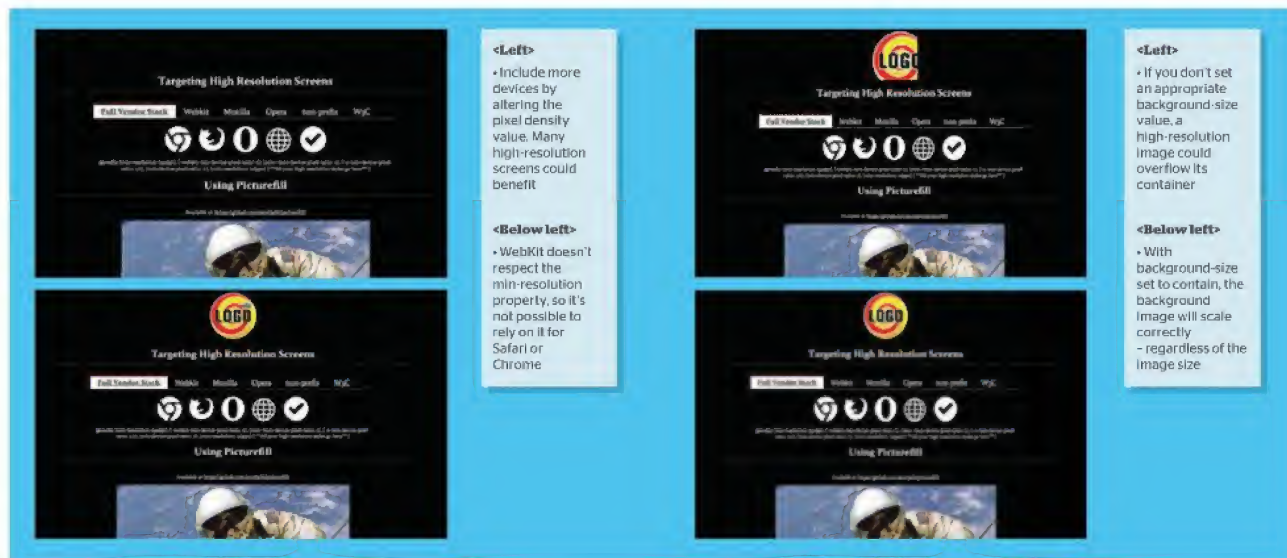 Targeting High Resolution Screens
Full Vendor Stack Webkit Mozilla Opera non-prefix W3C
Using Picturefill
<Left>
• Include more
devices by
altering the
pixel density
value. Many
high-resolution
screens could
benefit
<Below left>
• WebKit doesn't
respect the
min-resolution
property, so it's
not possible to
rely on it for
Safari or
Chrome
LOGO
Targeting High Resolution Screens
Full Vendor Stack Webkit Mozilla Opera non-prefix W3C
Using Picturefill
LOGO
Targeting High Resolution Screens
Full Vendor Stack Webkit Mozilla Opera non-prefix W3C
Using Picturefill
<Left>
• If you don't set
an appropriate
background-size
value, a
high-resolution
image could
overflow its
container
<Below left>
• With
background-size
set to contain, the
background
image will scale
correctly
– regardless of the
image size
LOGO
Targeting High Resolution Screens
Full Vendor Stack Webkit Mozilla Opera non-prefix W3C
Using Picturefill